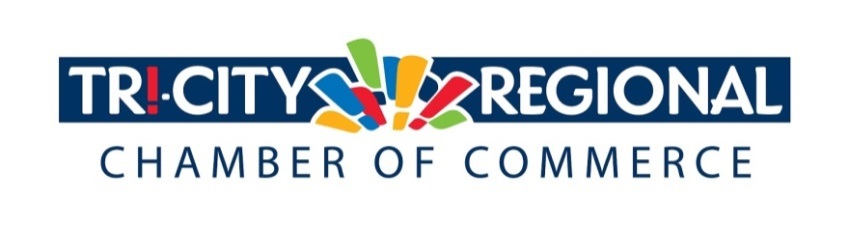 TR!-CITY REGIONAL
CHAMBER OF COMMERCE